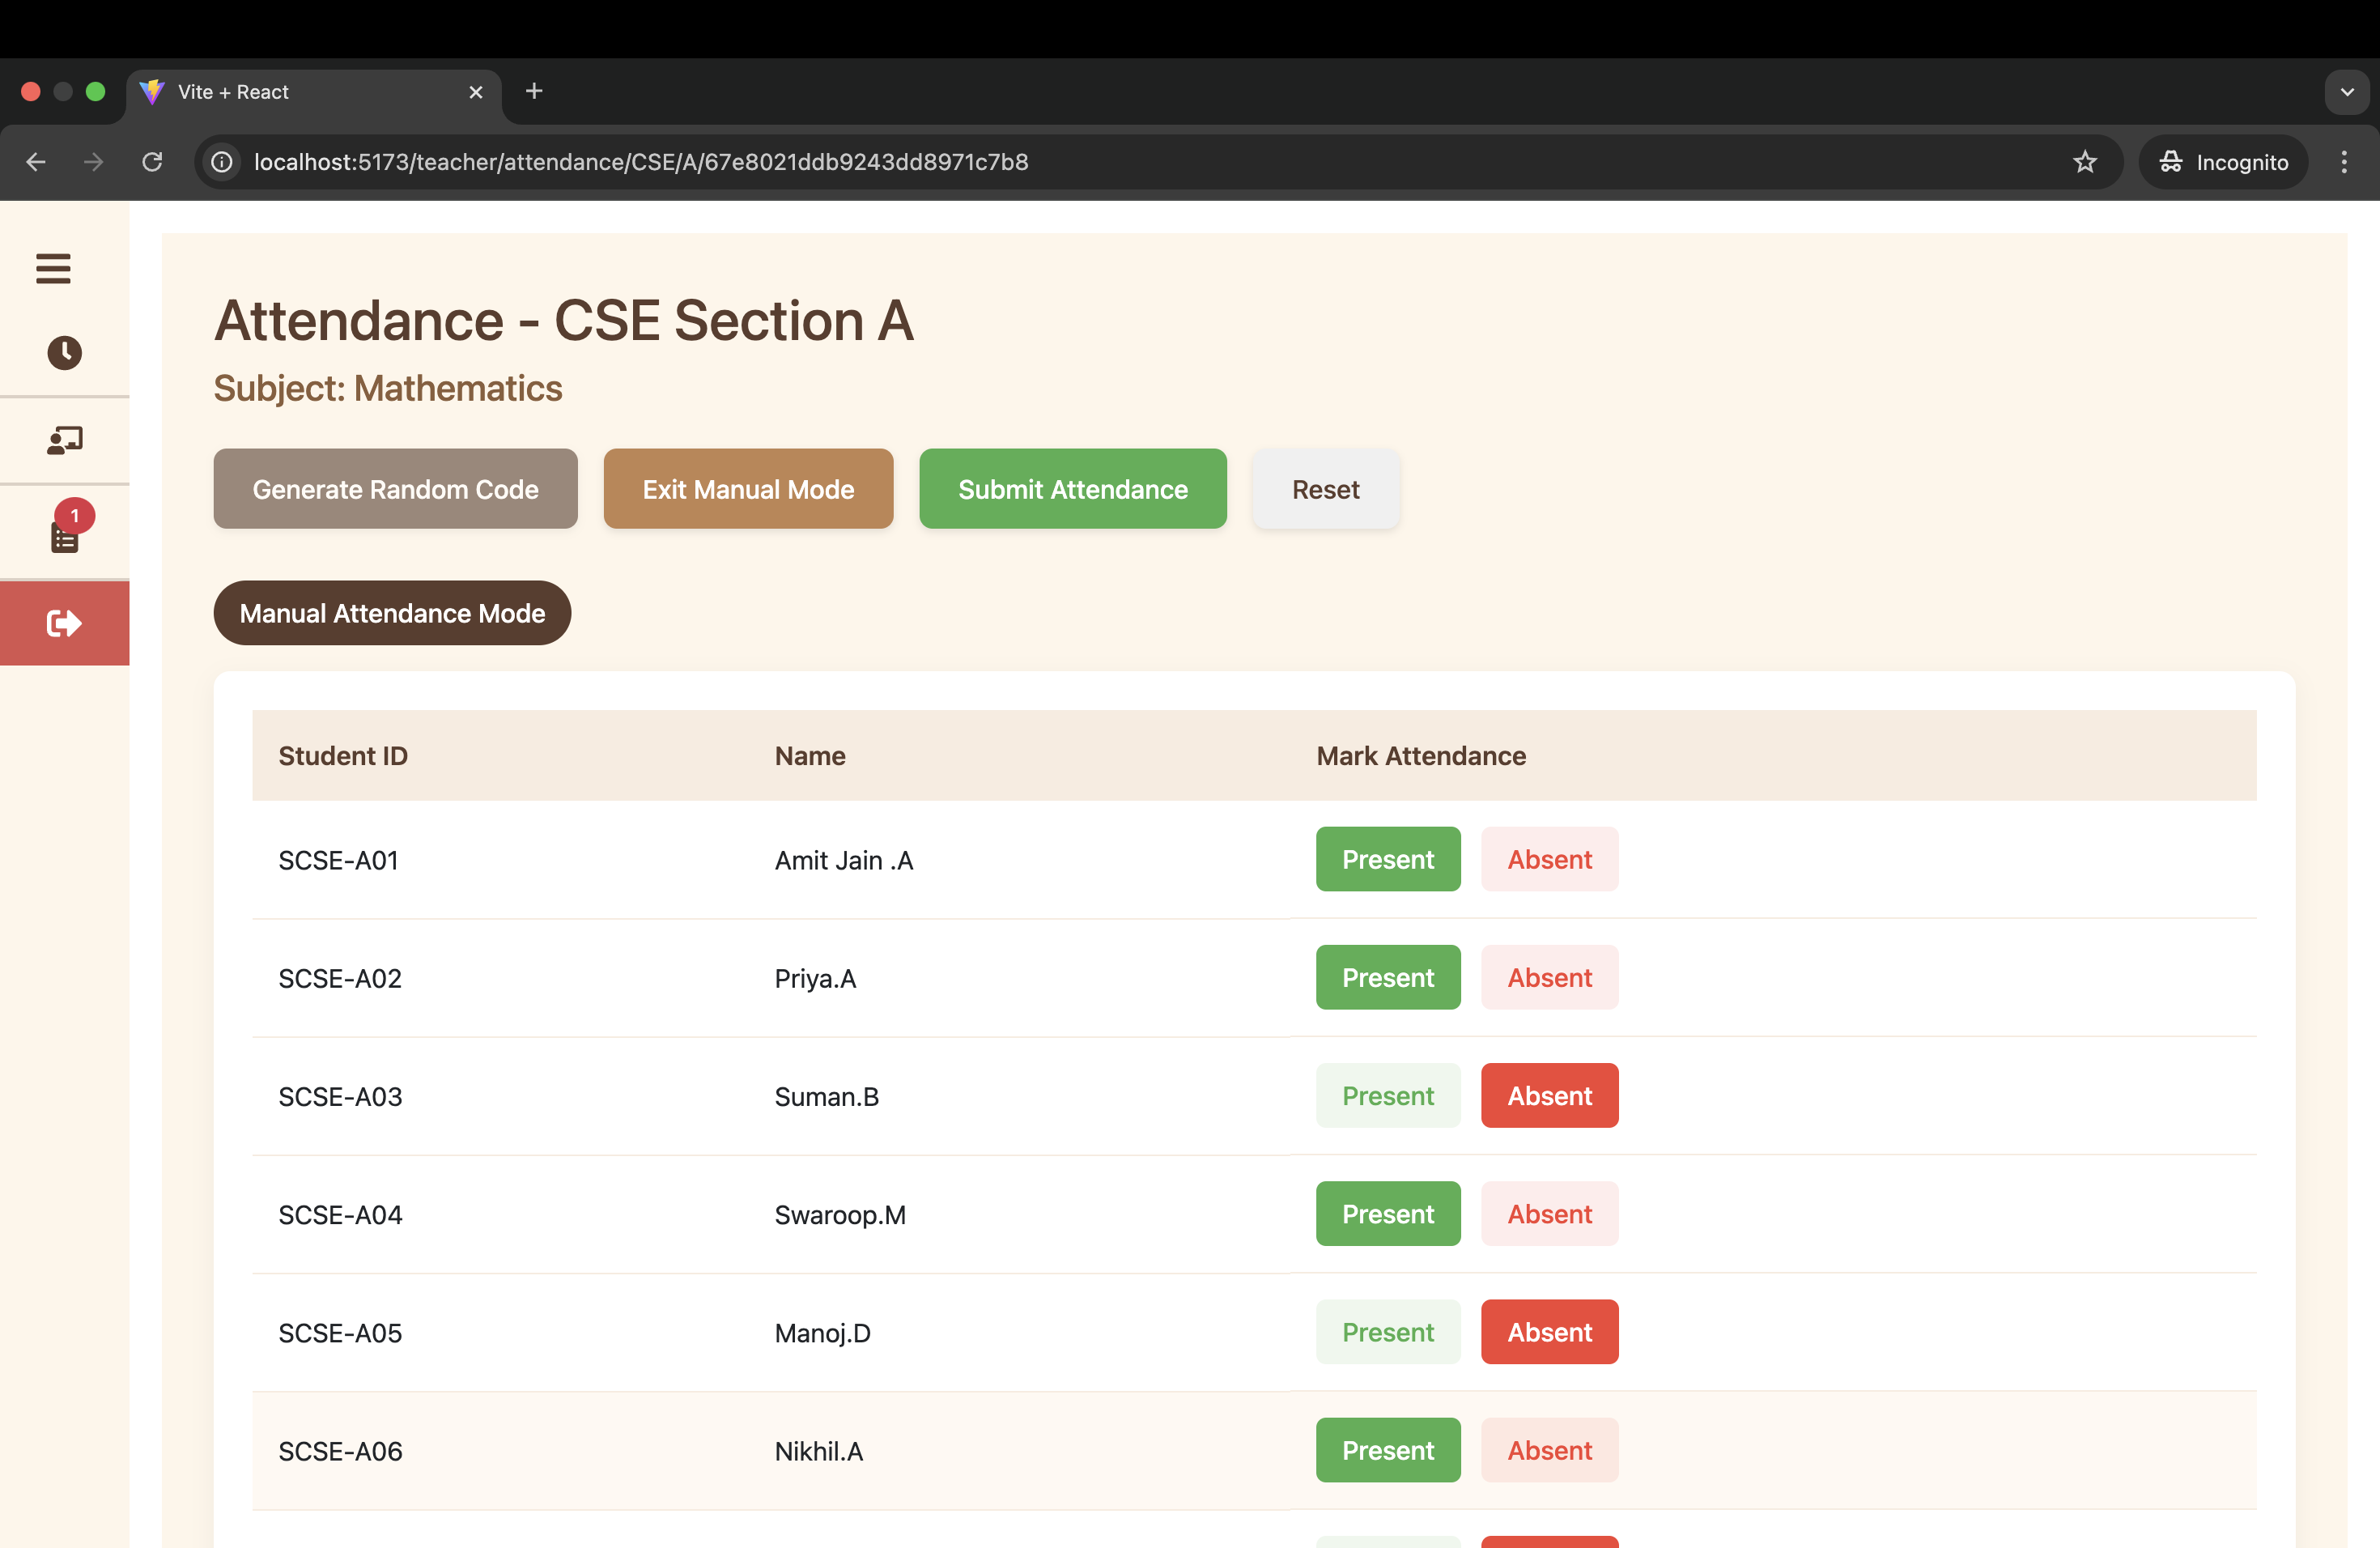 Vite + React
localhost:5173/teacher/attendance/CSE/A/67e8021ddb9243dd8971c7b8
Incognito
Attendance - CSE Section A
Subject: Mathematics
Generate Random Code Exit Manual Mode Submit Attendance Reset
1
Manual Attendance Mode
Student ID Name Mark Attendance
SCSE-A01 Amit Jain .A Present Absent
SCSE-A02 Priya.A Present Absent
SCSE-A03 Suman.B Present Absent
SCSE-A04 Swaroop.M Present Absent
SCSE-A05 Manoj.D Present Absent
SCSE-A06 Nikhil.A Present Absent